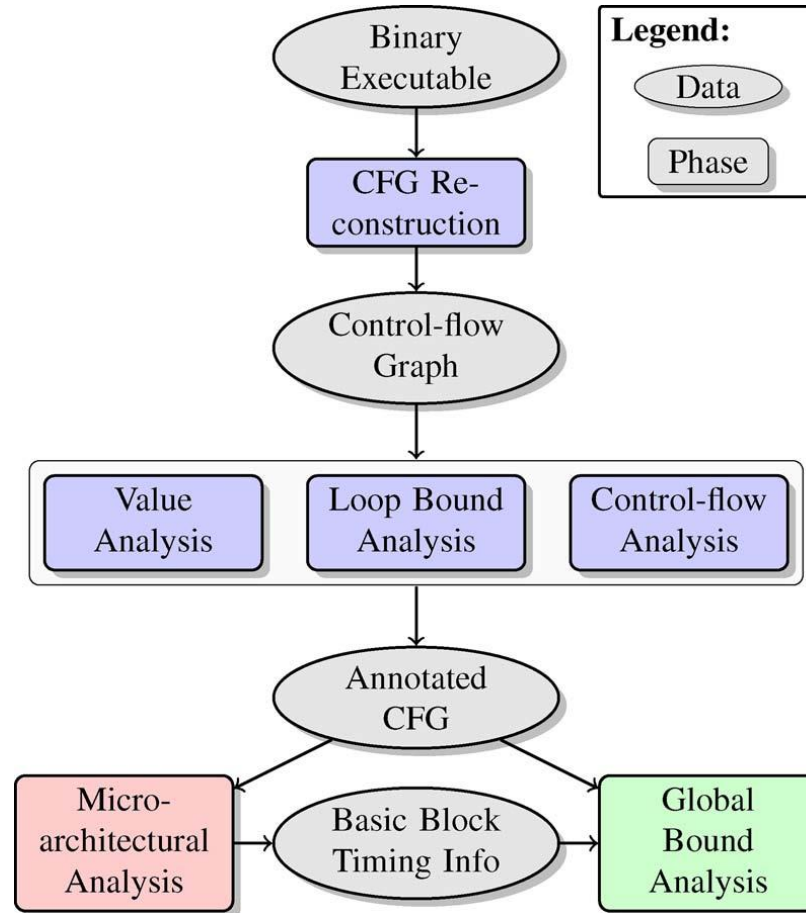 Binary
Executable
Legend:
Data
Phase
CFG Re-
construction
Control-flow
Graph
Value
Analysis
Loop Bound
Analysis
Control-flow
Analysis
Annotated
CFG
Micro-
architectural
Analysis
Basic Block
Timing Info
Global
Bound
Analysis